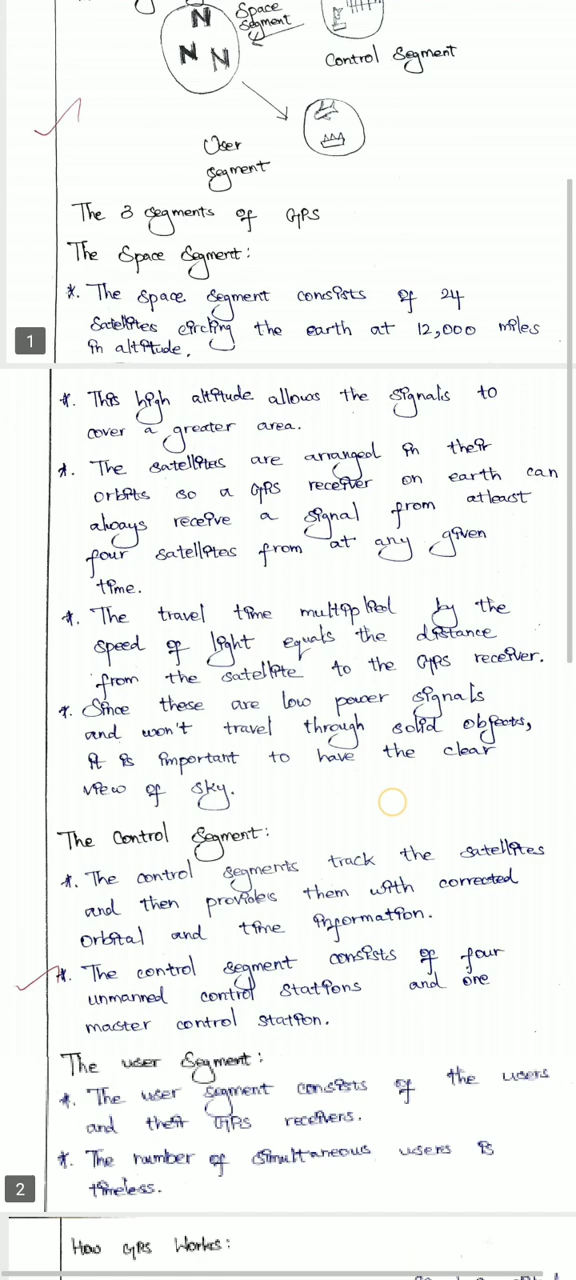 Space
Segment
N
N N
Control Segment
User
Segment
The 3 segments of GPS
The Space Segment:
*. The space segment consists of 24
satellites circling the earth at 12,000 miles
in altitude.
1
*. This high altitude allows the signals to
cover a greater area.
*. The satellites are arranged in their
orbits so a GPS receiver on earth can
always receive a signal from atleast
four satellites from at any given
time.
*. The travel time multiplied by the
speed of light equals the distance
from the satellite to the GPS receiver.
*. Since these are low power signals
and won't travel through solid objects,
it is important to have the clear
view of sky.
The Control Segment:
*. The control segments track the satellites
and then provides them with corrected
orbital and time information.
*. The control segment consists of four
unmanned control stations and one
master control station.
The user Segment:
*. The user segment consists of the users
and their GPS receivers.
*. The number of simultaneous users is
timeless.
2
How GPS Works: